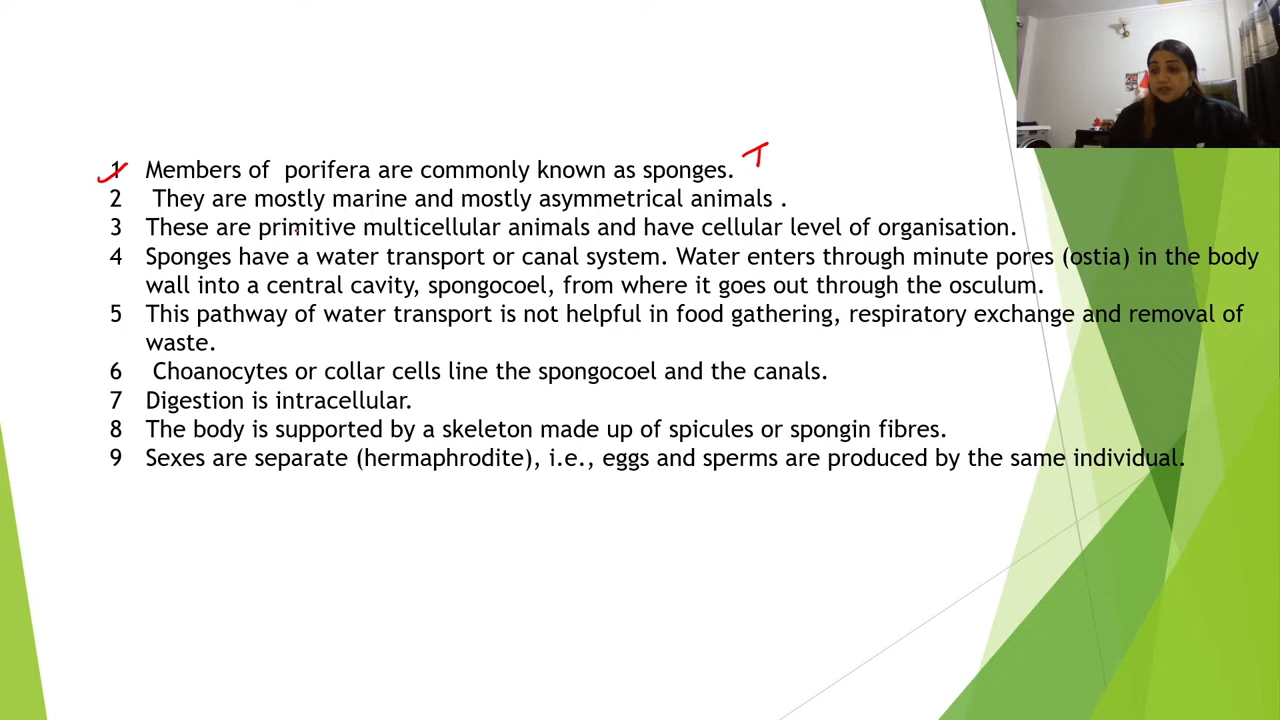 1 Members of porifera are commonly known as sponges. T
2 They are mostly marine and mostly asymmetrical animals .
3 These are primitive multicellular animals and have cellular level of organisation.
4 Sponges have a water transport or canal system. Water enters through minute pores (ostia) in the body
wall into a central cavity, spongocoel, from where it goes out through the osculum.
5 This pathway of water transport is not helpful in food gathering, respiratory exchange and removal of
waste.
6 Choanocytes or collar cells line the spongocoel and the canals.
7 Digestion is intracellular.
8 The body is supported by a skeleton made up of spicules or spongin fibres.
9 Sexes are separate (hermaphrodite), i.e., eggs and sperms are produced by the same individual.